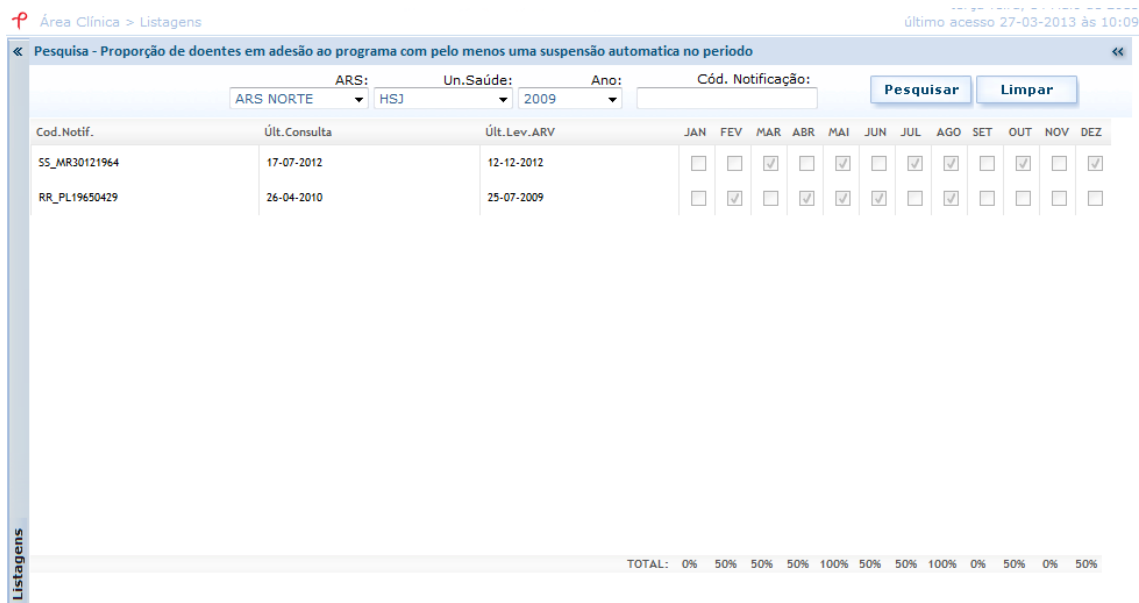 Área Clínica > Listagens
último acesso 27-03-2013 às 10:09
« Pesquisa - Proporção de doentes em adesão ao programa com pelo menos uma suspensão automatica no periodo «
ARS: Un.Saúde: Ano: Cód. Notificação:
ARS NORTE HSJ 2009 Pesquisar Limpar
Cod.Notif. Últ.Consulta Últ.Lev.ARV JAN FEV MAR ABR MAI JUN JUL AGO SET OUT NOV DEZ
SS_MR30121964 17-07-2012 12-12-2012
RR_PL19650429 26-04-2010 25-07-2009
TOTAL: 0% 50% 50% 50% 100% 50% 50% 100% 0% 50% 0% 50%
Listagens